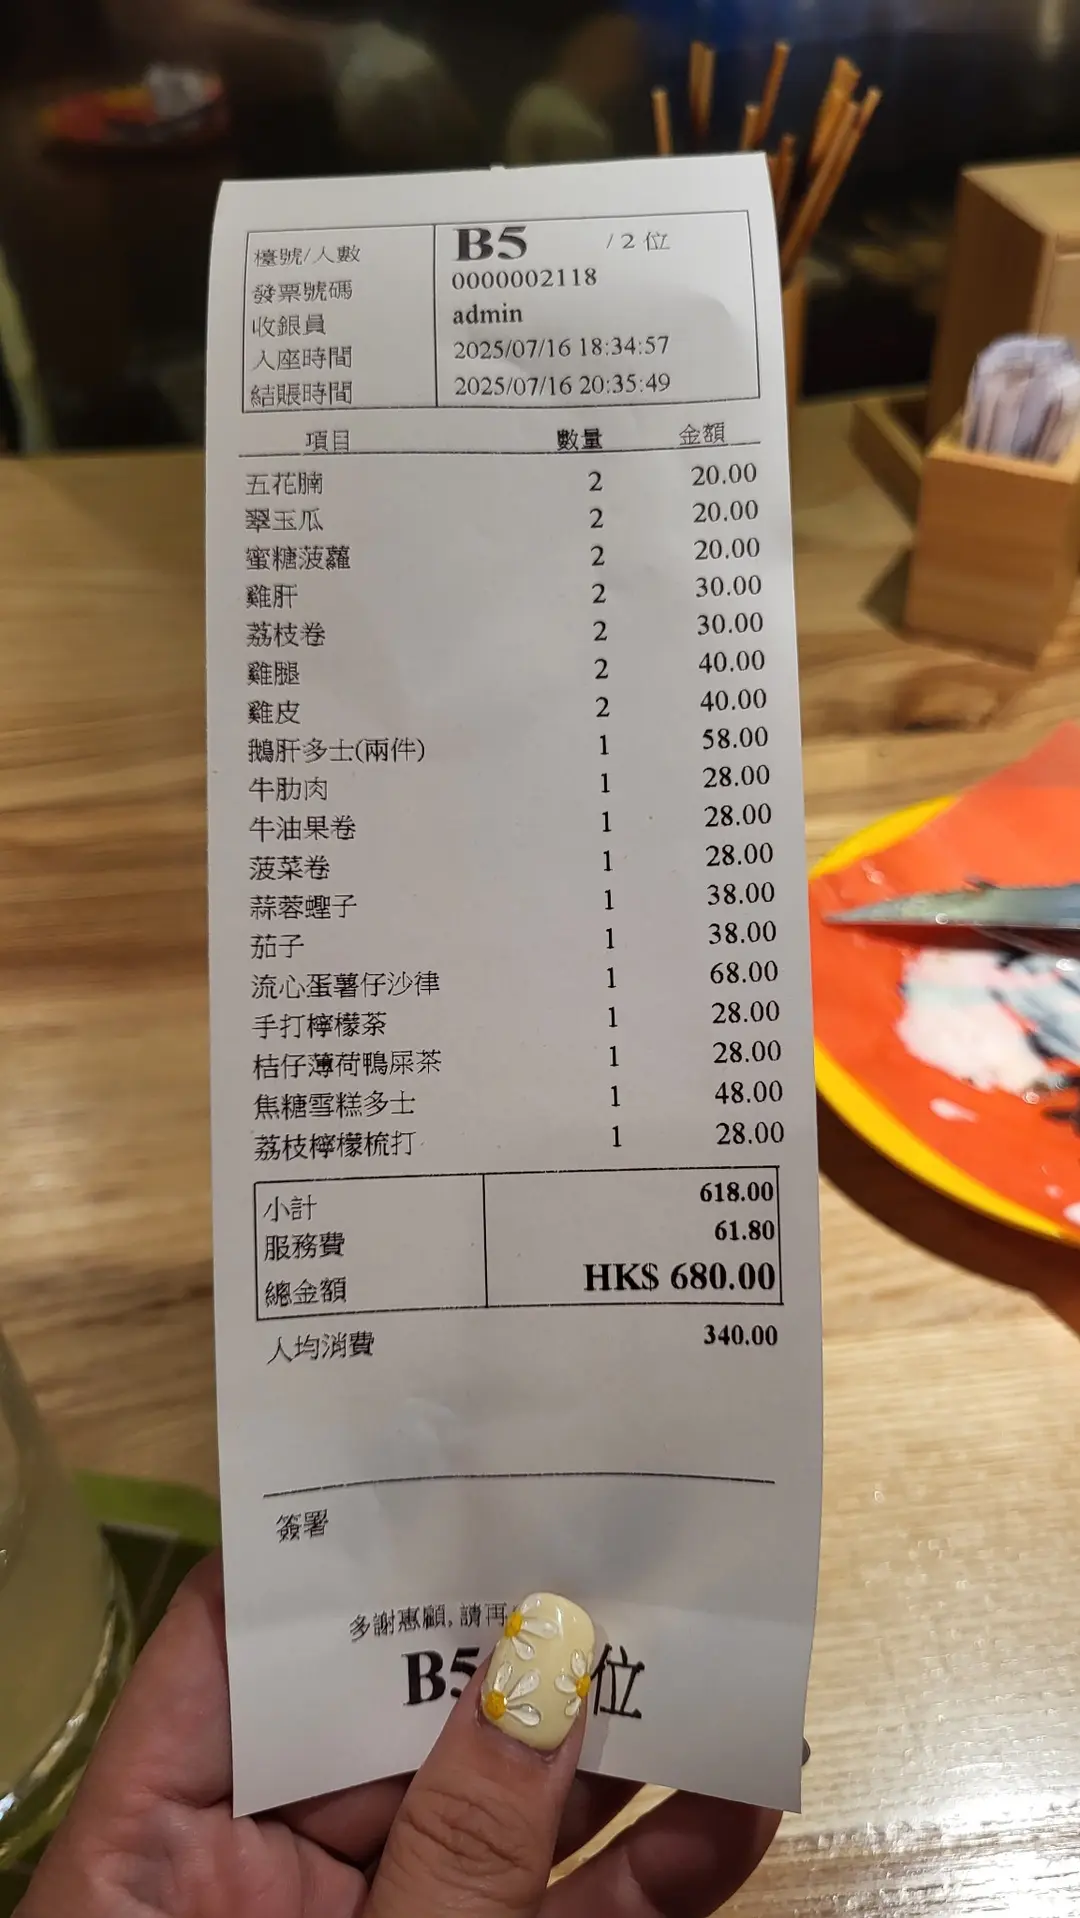 檯號/人數 B5 / 2 位
發票號碼 0000002118
收銀員 admin
入座時間 2025/07/16 18:34:57
結賬時間 2025/07/16 20:35:49
項目 數量 金額
五花腩 2 20.00
翠玉瓜 2 20.00
蜜糖菠蘿 2 20.00
雞肝 2 30.00
荔枝卷 2 30.00
雞腿 2 40.00
雞皮 2 40.00
鵝肝多士(兩件) 1 58.00
牛肋肉 1 28.00
牛油果卷 1 28.00
菠菜卷 1 28.00
蒜蓉蟶子 1 38.00
茄子 1 38.00
流心蛋薯仔沙律 1 68.00
手打檸檬茶 1 28.00
桔仔薄荷鴨屎茶 1 28.00
焦糖雪糕多士 1 48.00
荔枝檸檬梳打 1 28.00
小計 618.00
服務費 61.80
總金額 HK$ 680.00
人均消費 340.00
簽署
多謝惠顧, 請再
B5 位